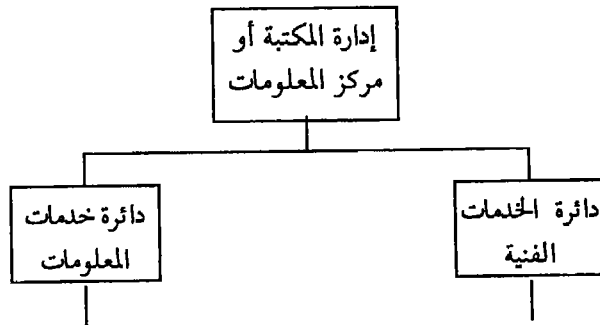 إدارة المكتبة أو
مركز المعلومات
دائرة الخدمات
الفنية
دائرة خدمات
المعلومات